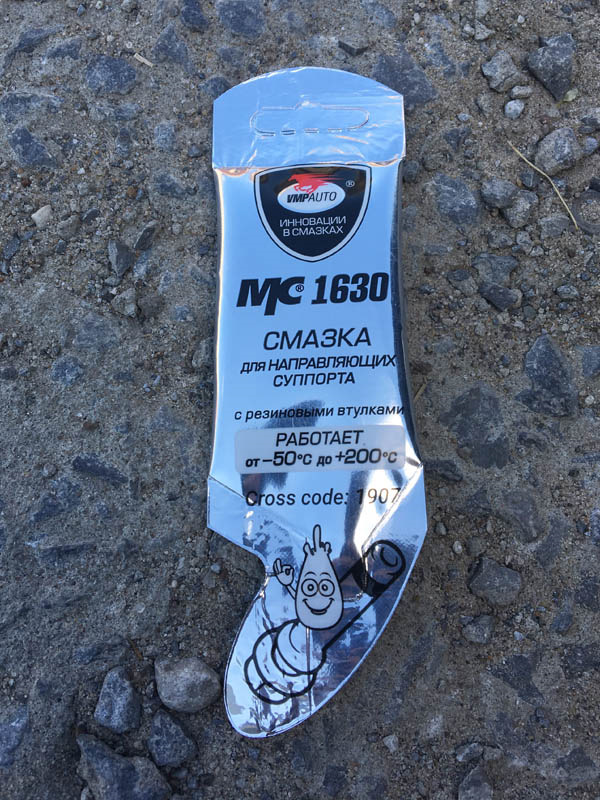 VMPAUTO®
ИННОВАЦИИ
В СМАЗКАХ
МС® 1630
СМАЗКА
ДЛЯ НАПРАВЛЯЮЩИХ
СУППОРТА
с резиновыми втулками
РАБОТАЕТ
от –50°С до +200°С
Cross code: 1907